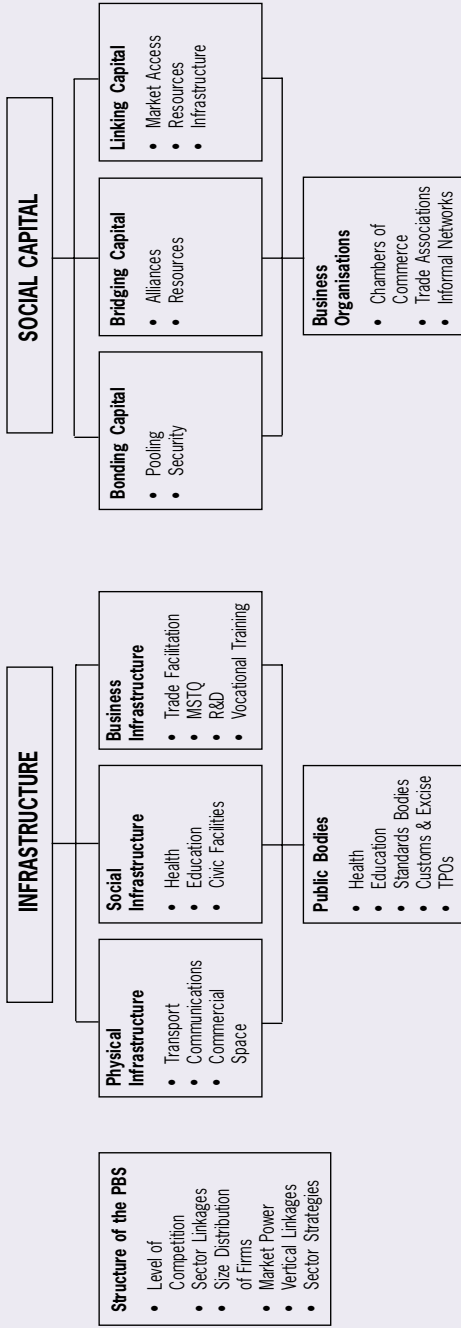 Structure of the PBS
• Level of
Competition
• Sector Linkages
• Size Distribution
of Firms
• Market Power
• Vertical Linkages
• Sector Strategies
INFRASTRUCTURE
Physical
Infrastructure
• Transport
• Communications
• Commercial
Space
Social
Infrastructure
• Health
• Education
• Civic Facilities
Business
Infrastructure
• Trade Facilitation
• MSTQ
• R&D
• Vocational Training
Public Bodies
• Health
• Education
• Standards Bodies
• Customs & Excise
• TPOs
SOCIAL CAPITAL
Bonding Capital
• Pooling
• Security
Bridging Capital
• Alliances
• Resources
Linking Capital
• Market Access
• Resources
• Infrastructure
Business
Organisations
• Chambers of
Commerce
• Trade Associations
• Informal Networks